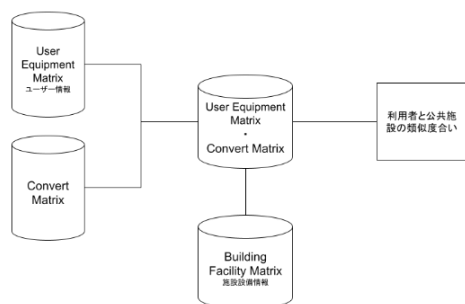 User
Equipment
Matrix
ユーザー情報
Convert
Matrix
User Equipment
Matrix
・
Convert Matrix
利用者と公共施
設の類似度合い
Building
Facility Matrix
施設設備情報